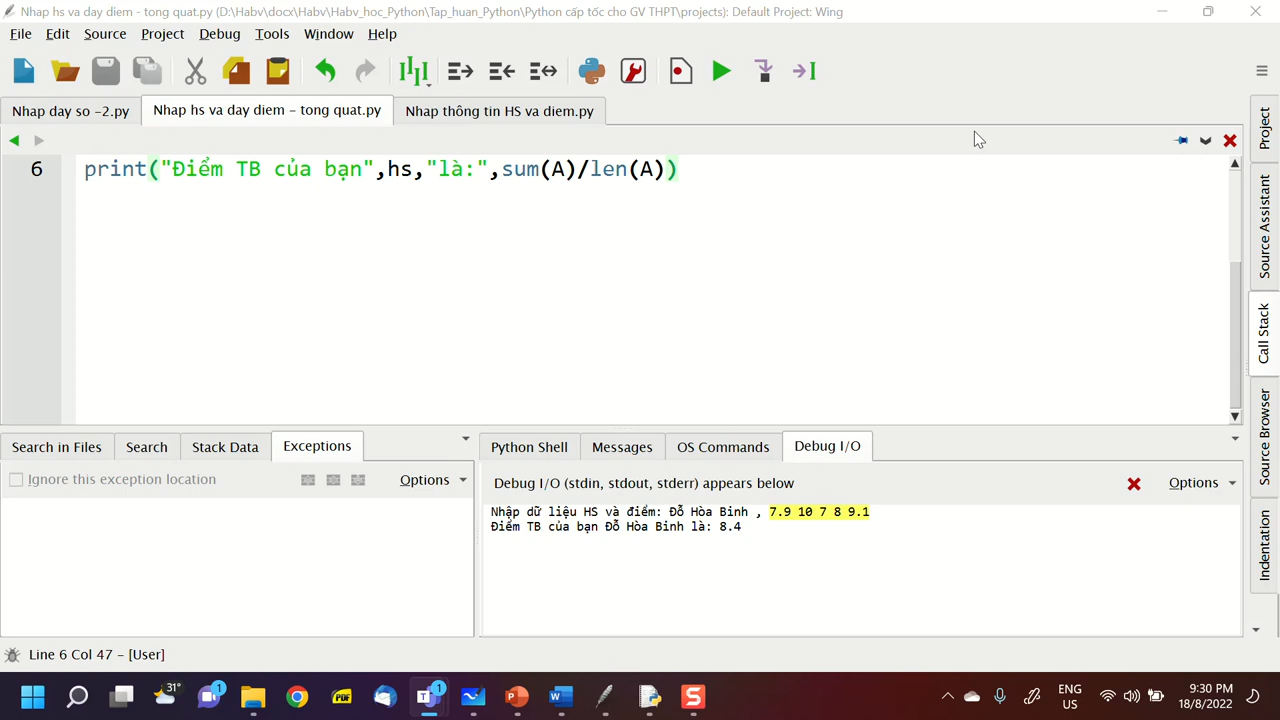 Nhap hs va day diem - tong quat.py (D:\Habv\docx\Habv\Habv_hoc_Python\Tap_huan_Python\Python cấp tốc cho GV THPT\projects): Default Project: Wing
File Edit Source Project Debug Tools Window Help
Nhap day so -2.py Nhap hs va day diem - tong quat.py Nhap thông tin HS va diem.py
6 print("Điểm TB của bạn",hs,"là:",sum(A)/len(A))
Project
Source Assistant
Call Stack
Source Browser
Indentation
Search in Files Search Stack Data Exceptions
Ignore this exception location Options
Python Shell Messages OS Commands Debug I/O
Debug I/O (stdin, stdout, stderr) appears below Options
Nhập dữ liệu HS và điểm: Đỗ Hòa Bình , 7.9 10 7 8 9.1
Điểm TB của bạn Đỗ Hòa Bình là: 8.4
Line 6 Col 47 - [User]
31° 1 PDF 1 P W S
ENG
US
9:30 PM
18/8/2022